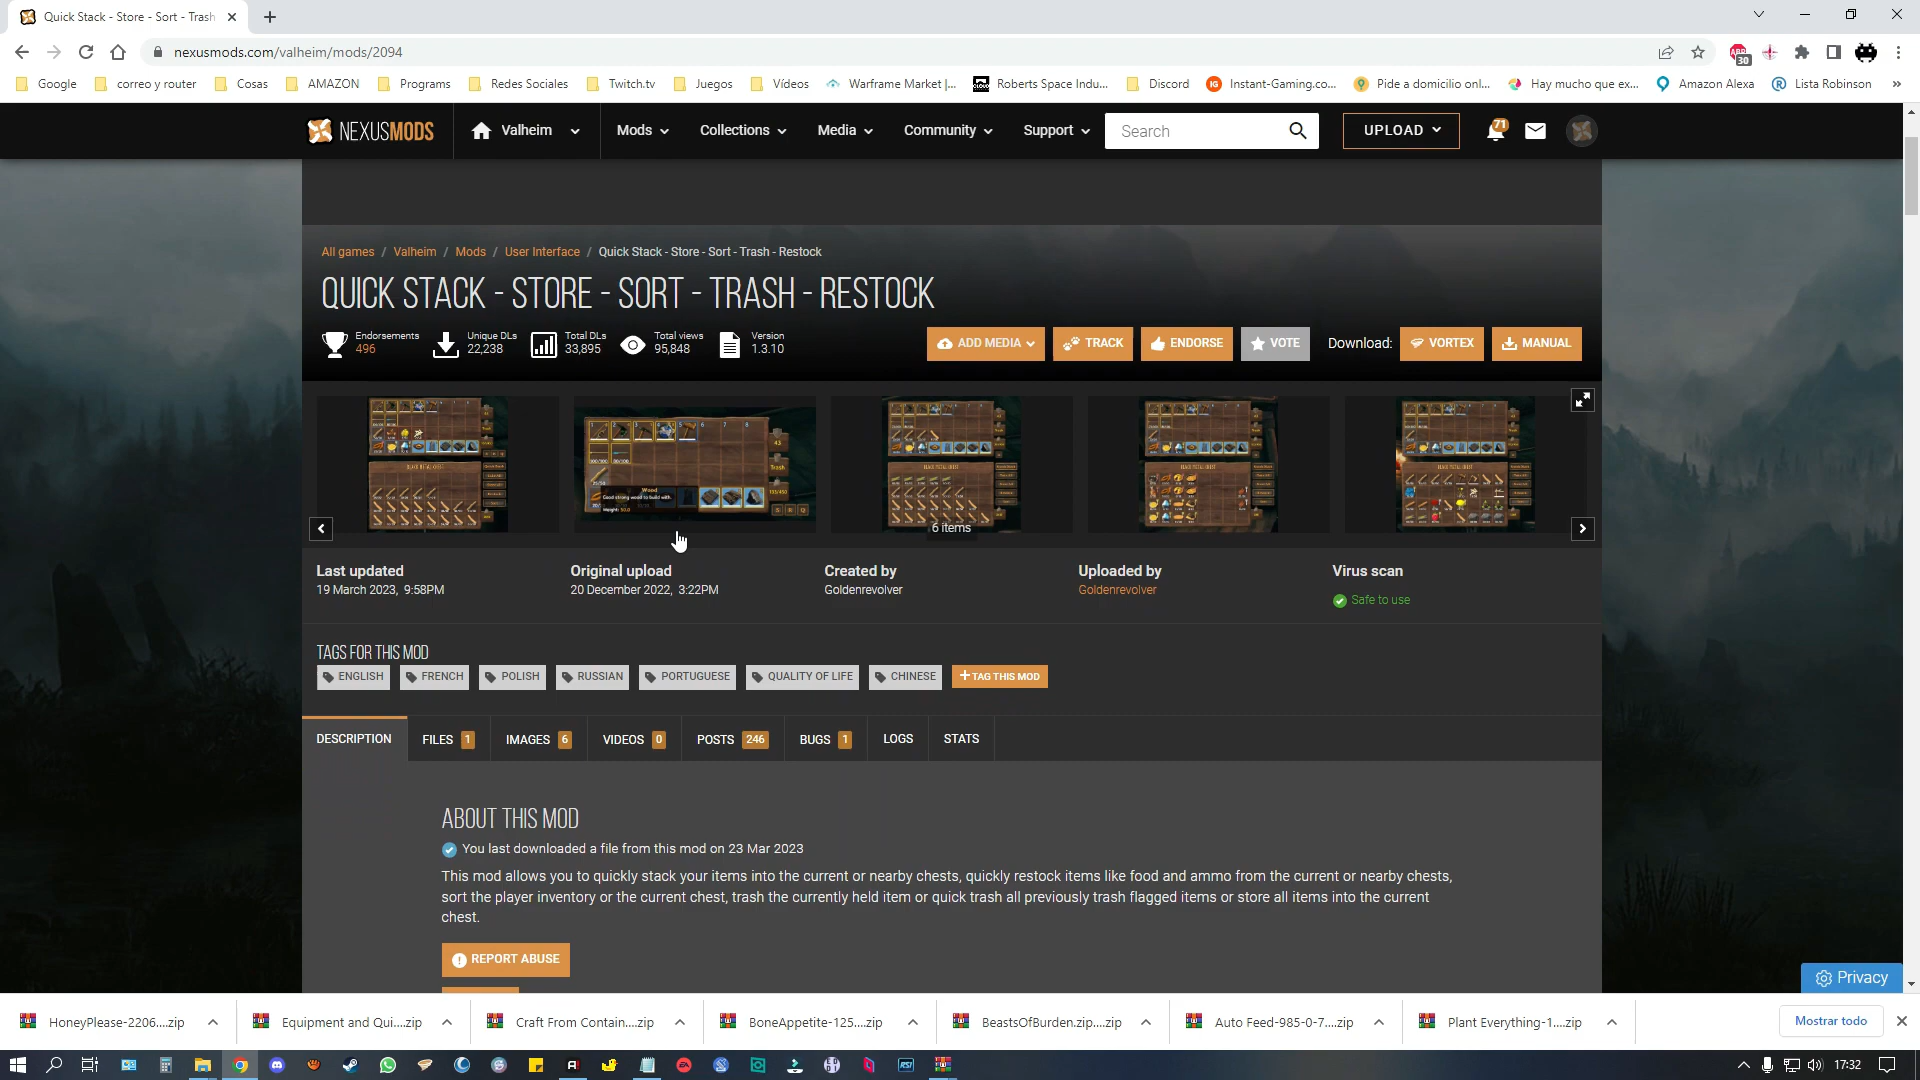 Quick Stack - Store - Sort - Trash
nexusmods.com/valheim/mods/2094
30
Google
correo y router
Cosas
AMAZON
Programs
Redes Sociales
Twitch.tv
Juegos
Vídeos
Warframe Market |...
Roberts Space Indu...
Discord
Instant-Gaming.co...
Pide a domicilio onl...
Hay mucho que ex...
Amazon Alexa
Lista Robinson
»
NEXUSMODS
Valheim
Mods
Collections
Media
Community
Support
Search
UPLOAD
71
All games / Valheim / Mods / User Interface / Quick Stack - Store - Sort - Trash - Restock
QUICK STACK - STORE - SORT - TRASH - RESTOCK
Endorsements
496
Unique DLs
22,238
Total DLs
33,895
Total views
95,848
Version
1.3.10
ADD MEDIA
TRACK
ENDORSE
VOTE
Download:
VORTEX
MANUAL
Trash
Wood
Good strong wood to build with.
6 items
Last updated
19 March 2023, 9:58PM
Original upload
20 December 2022, 3:22PM
Created by
Goldenrevolver
Uploaded by
Goldenrevolver
Virus scan
Safe to use
TAGS FOR THIS MOD
ENGLISH
FRENCH
POLISH
RUSSIAN
PORTUGUESE
QUALITY OF LIFE
CHINESE
+TAG THIS MOD
DESCRIPTION
FILES 1
IMAGES 6
VIDEOS 0
POSTS 246
BUGS 1
LOGS
STATS
ABOUT THIS MOD
You last downloaded a file from this mod on 23 Mar 2023
This mod allows you to quickly stack your items into the current or nearby chests, quickly restock items like food and ammo from the current or nearby chests,
sort the player inventory or the current chest, trash the currently held item or quick trash all previously trash flagged items or store all items into the current
chest.
REPORT ABUSE
Privacy
HoneyPlease-2206....zip
Equipment and Qui....zip
Craft From Contain....zip
BoneAppetite-125....zip
BeastsOfBurden.zip....zip
Auto Feed-985-0-7....zip
Plant Everything-1....zip
Mostrar todo
17:32